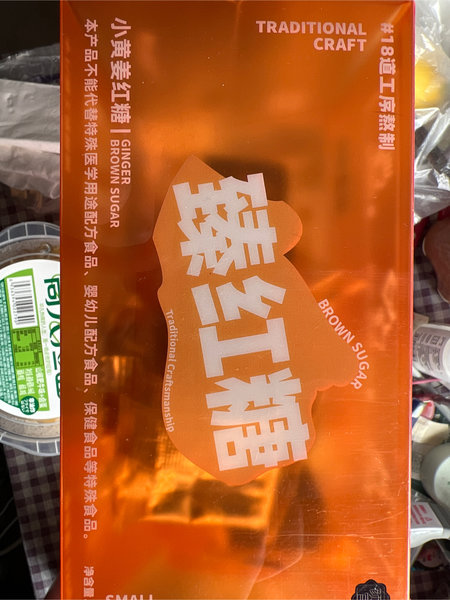 #18道工序熬制
TRADITIONAL
CRAFT
臻红糖
BROWN SUGAR
Traditional Craftsmanship
小黄姜红糖
GINGER
BROWN SUGAR
本产品不能代替特殊医学用途配方食品、婴幼儿配方食品、保健食品等特殊食品。
净含量
SMALL